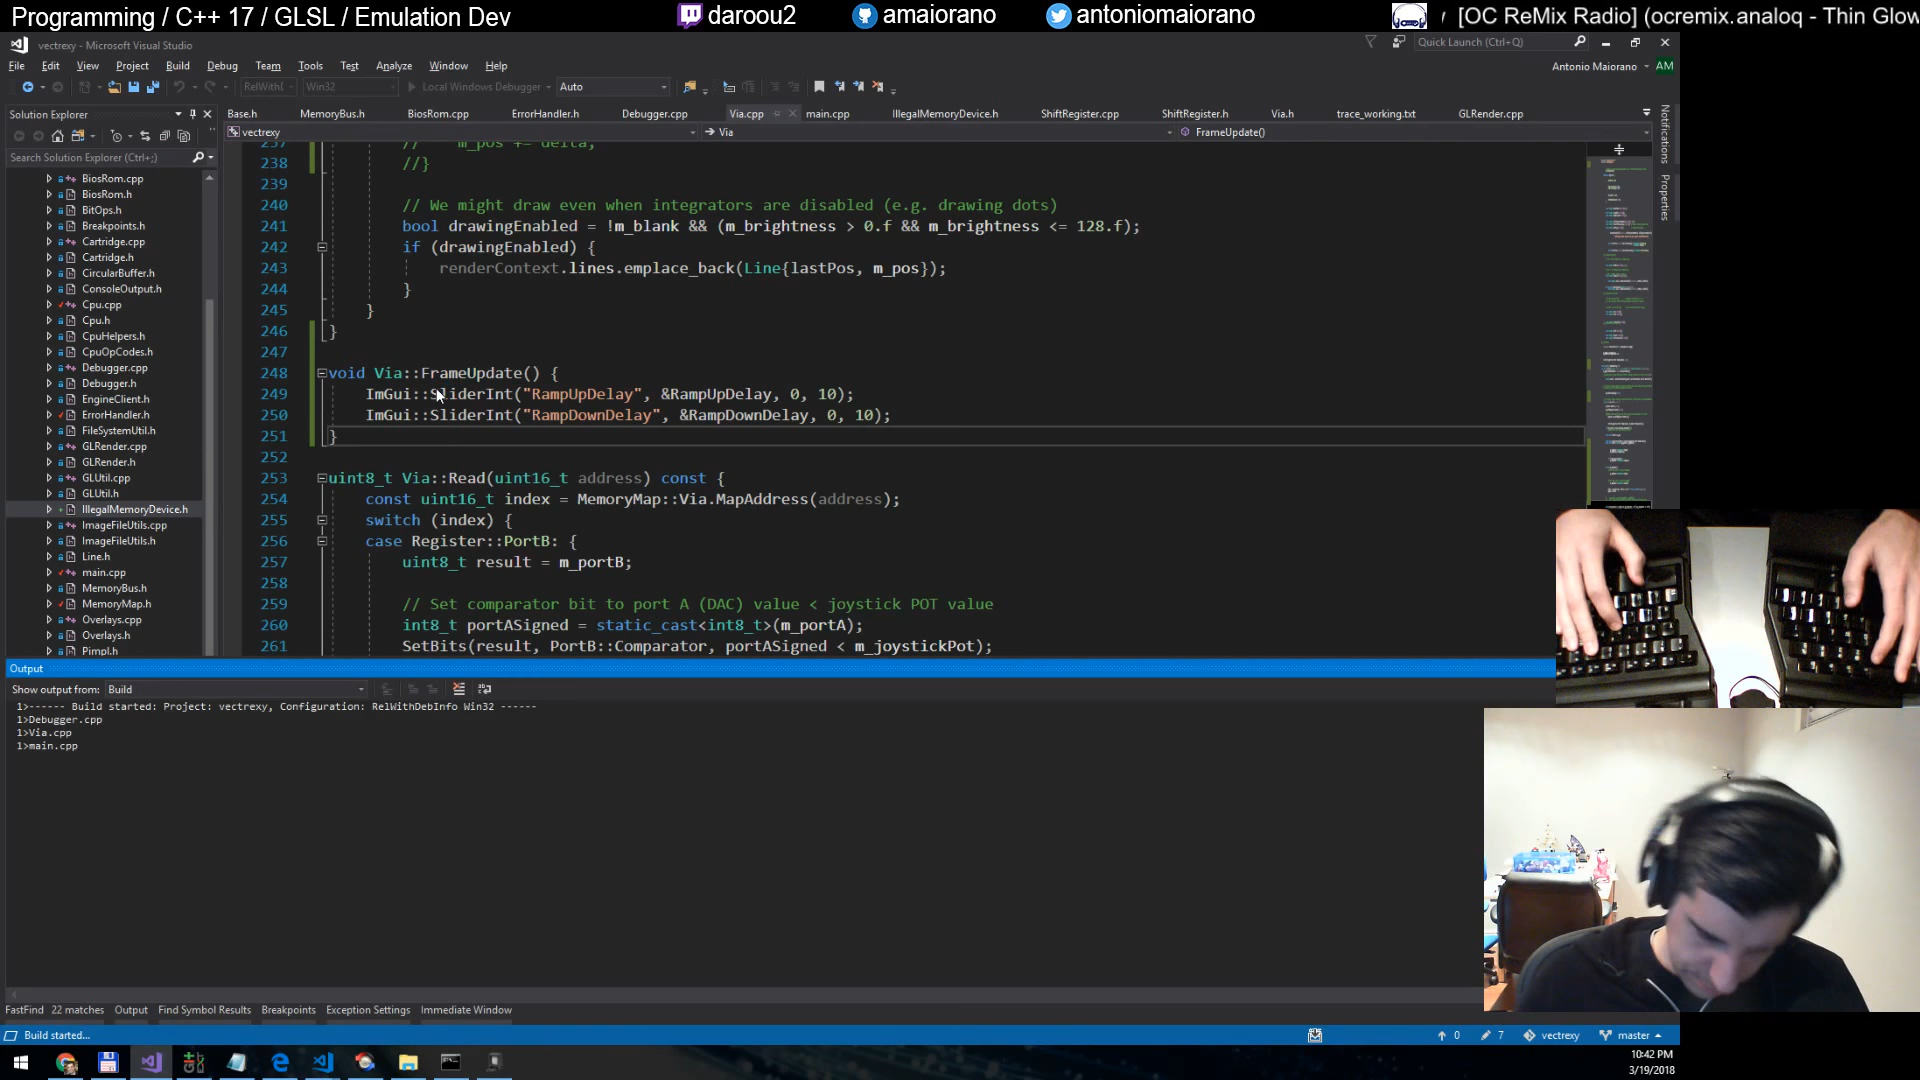 Programming / C++ 17 / GLSL / Emulation Dev
daroou2
amaiorano
antoniomaiorano
[OC ReMix Radio] (ocremix.analoq - Thin Glow
vectrexy - Microsoft Visual Studio
Quick Launch (Ctrl+Q)
File Edit View Project Build Debug Team Tools Test Analyze Window Help
Antonio Maiorano AM
RelWithI Win32 Local Windows Debugger Auto
Solution Explorer
Base.h MemoryBus.h BiosRom.cpp ErrorHandler.h Debugger.cpp Via.cpp main.cpp IllegalMemoryDevice.h ShiftRegister.cpp ShiftRegister.h Via.h trace_working.txt GLRender.cpp
vectrexy Via FrameUpdate()
Search Solution Explorer (Ctrl+;)
BiosRom.cpp
BiosRom.h
BitOps.h
Breakpoints.h
Cartridge.cpp
Cartridge.h
CircularBuffer.h
ConsoleOutput.h
Cpu.cpp
Cpu.h
CpuHelpers.h
CpuOpCodes.h
Debugger.cpp
Debugger.h
EngineClient.h
ErrorHandler.h
FileSystemUtil.h
GLRender.cpp
GLRender.h
GLUtil.cpp
GLUtil.h
IllegalMemoryDevice.h
ImageFileUtils.cpp
ImageFileUtils.h
Line.h
main.cpp
MemoryBus.h
MemoryMap.h
Overlays.cpp
Overlays.h
Pimpl.h
237 // m_pos += delta;
238 //}
239
240 // We might draw even when integrators are disabled (e.g. drawing dots)
241 bool drawingEnabled = !m_blank && (m_brightness > 0.f && m_brightness <= 128.f);
242 if (drawingEnabled) {
243 renderContext.lines.emplace_back(Line{lastPos, m_pos});
244 }
245 }
246 }
247
248 void Via::FrameUpdate() {
249 ImGui::SliderInt("RampUpDelay", &RampUpDelay, 0, 10);
250 ImGui::SliderInt("RampDownDelay", &RampDownDelay, 0, 10);
251 }
252
253 uint8_t Via::Read(uint16_t address) const {
254 const uint16_t index = MemoryMap::Via.MapAddress(address);
255 switch (index) {
256 case Register::PortB: {
257 uint8_t result = m_portB;
258
259 // Set comparator bit to port A (DAC) value < joystick POT value
260 int8_t portASigned = static_cast<int8_t>(m_portA);
261 SetBits(result, PortB::Comparator, portASigned < m_joystickPot);
Notifications
Properties
Output
Show output from: Build
1>------ Build started: Project: vectrexy, Configuration: RelWithDebInfo Win32 ------
1>Debugger.cpp
1>Via.cpp
1>main.cpp
FastFind 22 matches Output Find Symbol Results Breakpoints Exception Settings Immediate Window
Build started... 0 7 vectrexy master
10:42 PM
3/19/2018